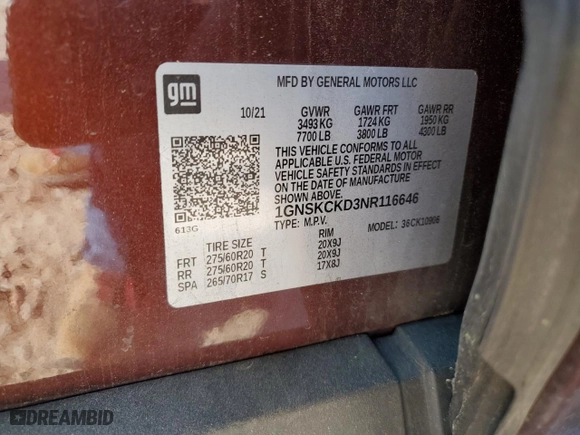 gm
MFD BY GENERAL MOTORS LLC
10/21 GVWR GAWR FRT GAWR RR
3493 KG 1724 KG 1950 KG
7700 LB 3800 LB 4300 LB
THIS VEHICLE CONFORMS TO ALL
APPLICABLE U.S. FEDERAL MOTOR
VEHICLE SAFETY STANDARDS IN EFFECT
ON THE DATE OF MANUFACTURE
1GNSKCKD3NR116646
613G TYPE: M.P.V. MODEL: 36CK10906
TIRE SIZE RIM
FRT 275/60R20 T 20X9J
RR 275/60R20 T 20X9J
SPA 265/70R17 S 17X8J
DREAMBID